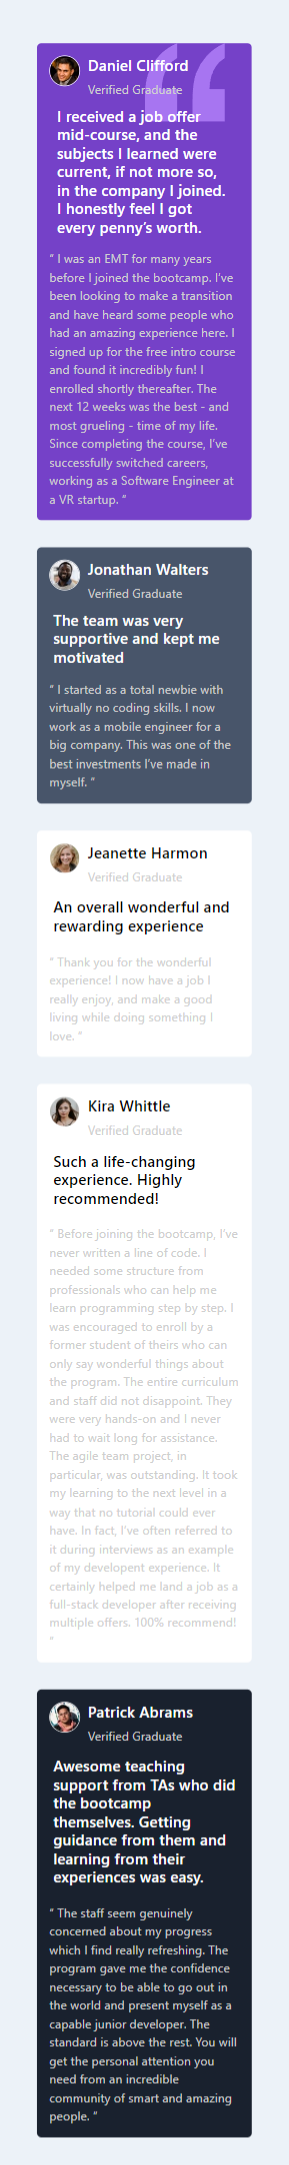 Daniel Clifford
Verified Graduate
I received a job offer
mid-course, and the
subjects I learned were
current, if not more so,
in the company I joined.
I honestly feel I got
every penny’s worth.
“ I was an EMT for many years
before I joined the bootcamp. I’ve
been looking to make a transition
and have heard some people who
had an amazing experience here. I
signed up for the free intro course
and found it incredibly fun! I
enrolled shortly thereafter. The
next 12 weeks was the best - and
most grueling - time of my life.
Since completing the course, I’ve
successfully switched careers,
working as a Software Engineer at
a VR startup. ”
Jonathan Walters
Verified Graduate
The team was very
supportive and kept me
motivated
“ I started as a total newbie with
virtually no coding skills. I now
work as a mobile engineer for a
big company. This was one of the
best investments I’ve made in
myself. ”
Jeanette Harmon
Verified Graduate
An overall wonderful and
rewarding experience
“ Thank you for the wonderful
experience! I now have a job I
really enjoy, and make a good
living while doing something I
love. ”
Kira Whittle
Verified Graduate
Such a life-changing
experience. Highly
recommended!
“ Before joining the bootcamp, I’ve
never written a line of code. I
needed some structure from
professionals who can help me
learn programming step by step. I
was encouraged to enroll by a
former student of theirs who can
only say wonderful things about
the program. The entire curriculum
and staff did not disappoint. They
were very hands-on and I never
had to wait long for assistance.
The agile team project, in
particular, was outstanding. It took
my learning to the next level in a
way that no tutorial could ever
have. In fact, I’ve often referred to
it during interviews as an example
of my developent experience. It
certainly helped me land a job as a
full-stack developer after receiving
multiple offers. 100% recommend!
”
Patrick Abrams
Verified Graduate
Awesome teaching
support from TAs who did
the bootcamp
themselves. Getting
guidance from them and
learning from their
experiences was easy.
“ The staff seem genuinely
concerned about my progress
which I find really refreshing. The
program gave me the confidence
necessary to be able to go out in
the world and present myself as a
capable junior developer. The
standard is above the rest. You will
get the personal attention you
need from an incredible
community of smart and amazing
people. ”